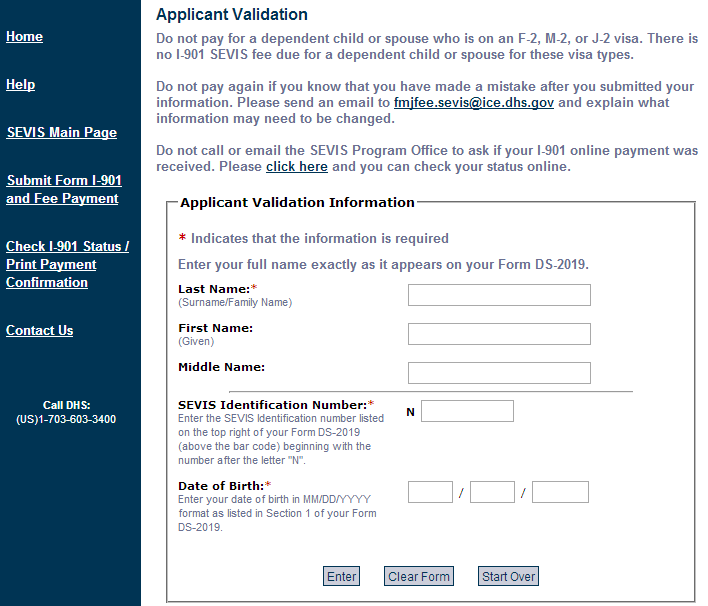 Home
Help
SEVIS Main Page
Submit Form I-901
and Fee Payment
Check I-901 Status /
Print Payment
Confirmation
Contact Us
Call DHS:
(US)1-703-603-3400
Applicant Validation
Do not pay for a dependent child or spouse who is on an F-2, M-2, or J-2 visa. There is
no I-901 SEVIS fee due for a dependent child or spouse for these visa types.
Do not pay again if you know that you have made a mistake after you submitted your
information. Please send an email to fmjfee.sevis@ice.dhs.gov and explain what
information may need to be changed.
Do not call or email the SEVIS Program Office to ask if your I-901 online payment was
received. Please click here and you can check your status online.
Applicant Validation Information
* Indicates that the information is required
Enter your full name exactly as it appears on your Form DS-2019.
Last Name:*
(Surname/Family Name)
First Name:
(Given)
Middle Name:
SEVIS Identification Number:* N
Enter the SEVIS Identification number listed
on the top right of your Form DS-2019
(above the bar code) beginning with the
number after the letter "N".
Date of Birth:* / /
Enter your date of birth in MM/DD/YYYY
format as listed in Section 1 of your Form
DS-2019.
Enter Clear Form Start Over